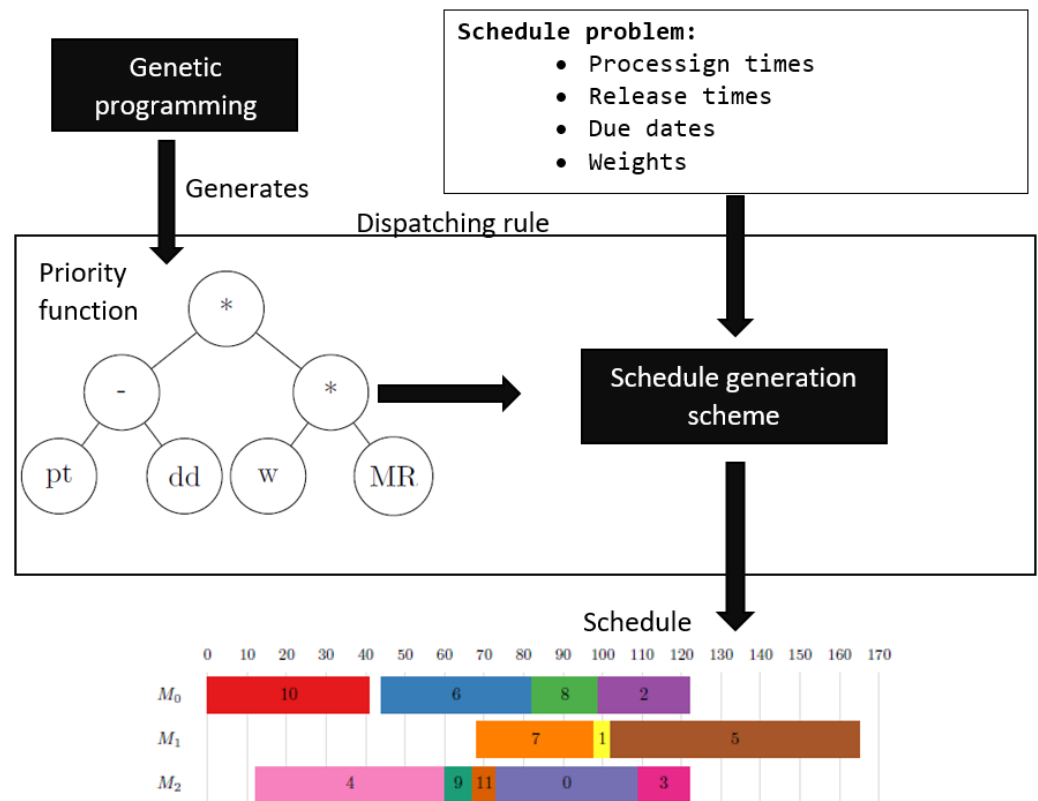 Genetic
programming
Schedule problem:
• Processign times
• Release times
• Due dates
• Weights
Generates
Dispatching rule
Priority
function
*
-
*
pt
dd
w
MR
Schedule generation
scheme
Schedule
0 10 20 30 40 50 60 70 80 90 100 110 120 130 140 150 160 170
M0 10 6 8 2
M1 7 1 5
M2 4 9 11 0 3